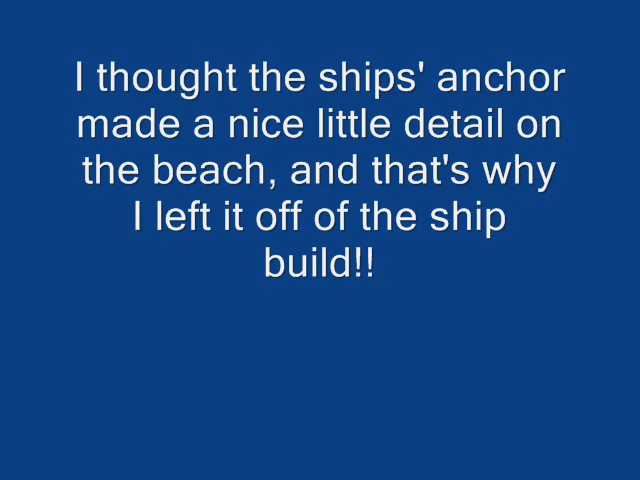 I thought the ships' anchor
made a nice little detail on
the beach, and that's why
I left it off of the ship
build!!